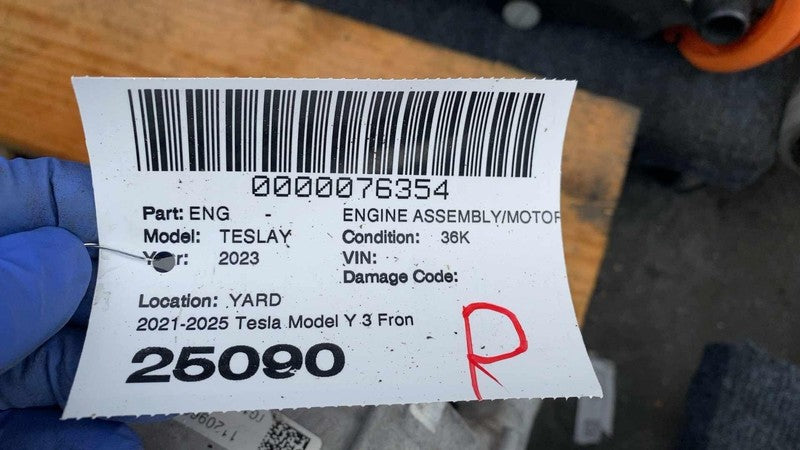 0000076354
Part: ENG - ENGINE ASSEMBLY/MOTOR
Model: TESLAY Condition: 36K
Year: 2023 VIN:
Damage Code:
Location: YARD
2021-2025 Tesla Model Y 3 Fron
25090
R